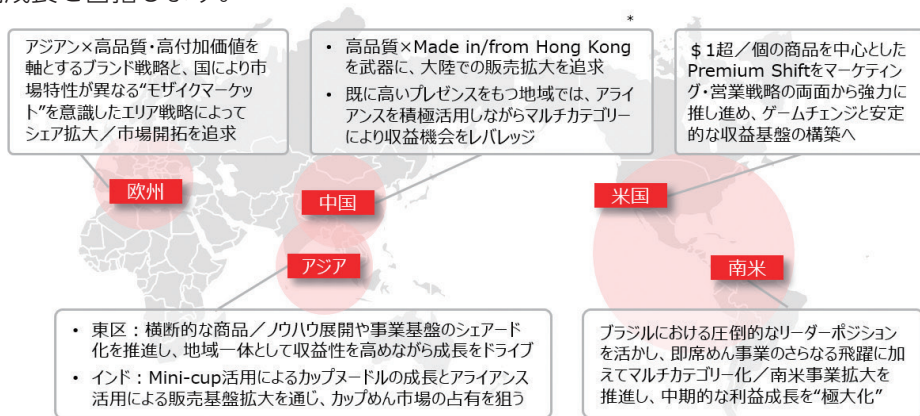 成長を目指します。
*
アジアン×高品質・高付加価値を
軸とするブランド戦略と、国により市
場特性が異なる“モザイクマーケッ
ト”を意識したエリア戦略によって
シェア拡大／市場開拓を追求
• 高品質×Made in/from Hong Kong
を武器に、大陸での販売拡大を追求
• 既に高いプレゼンスをもつ地域では、アライ
アンスを積極活用しながらマルチカテゴリー
により収益機会をレバレッジ
＄1超／個の商品を中心とした
Premium Shiftをマーケティン
グ・営業戦略の両面から強力に
推し進め、ゲームチェンジと安定
的な収益基盤の構築へ
欧州
中国
米国
アジア
南米
• 東区：横断的な商品／ノウハウ展開や事業基盤のシェアード
化を推進し、地域一体として収益性を高めながら成長をドライブ
• インド：Mini-cup活用によるカップヌードルの成長とアライアンス
活用による販売基盤拡大を通じ、カップめん市場の占有を狙う
ブラジルにおける圧倒的なリーダーポジション
を活かし、即席めん事業のさらなる飛躍に加
えてマルチカテゴリー化／南米事業拡大を
推進し、中期的な利益成長を“極大化”